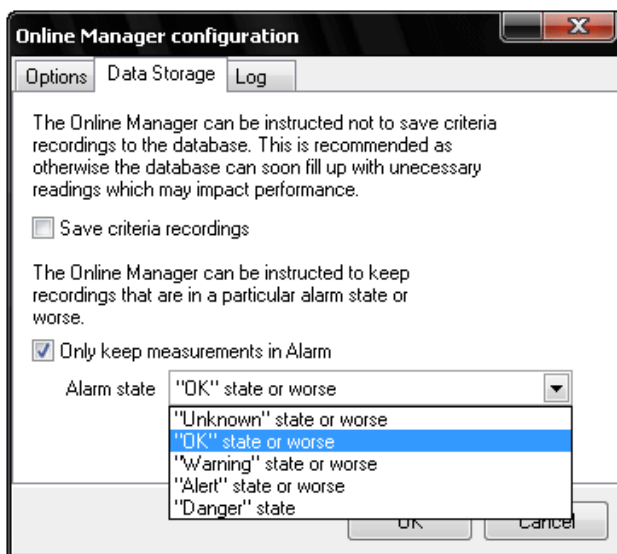 Online Manager configuration
Options Data Storage Log
The Online Manager can be instructed not to save criteria
recordings to the database. This is recommended as
otherwise the database can soon fill up with unecessary
readings which may impact performance.
Save criteria recordings
The Online Manager can be instructed to keep
recordings that are in a particular alarm state or
worse.
Only keep measurements in Alarm
Alarm state "OK" state or worse
"Unknown" state or worse
"OK" state or worse
"Warning" state or worse
"Alert" state or worse
"Danger" state
OK Cancel